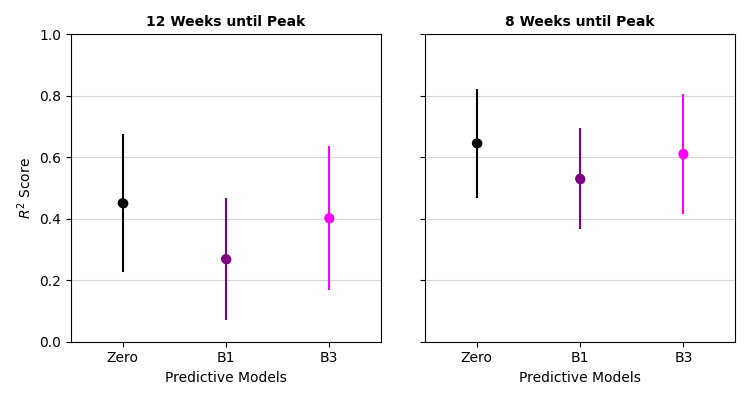 12 Weeks until Peak
8 Weeks until Peak
1.0
0.8
0.6
0.4
0.2
0.0
R² Score
Zero B1 B3
Zero B1 B3
Predictive Models
Predictive Models